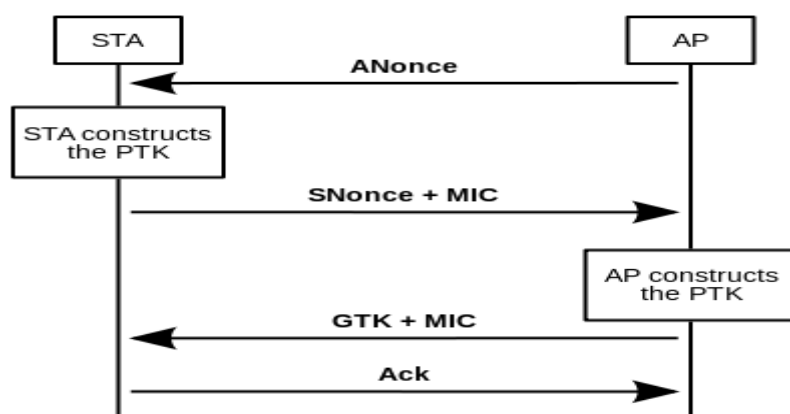 STA
AP
ANonce
STA constructs
the PTK
SNonce + MIC
AP constructs
the PTK
GTK + MIC
Ack